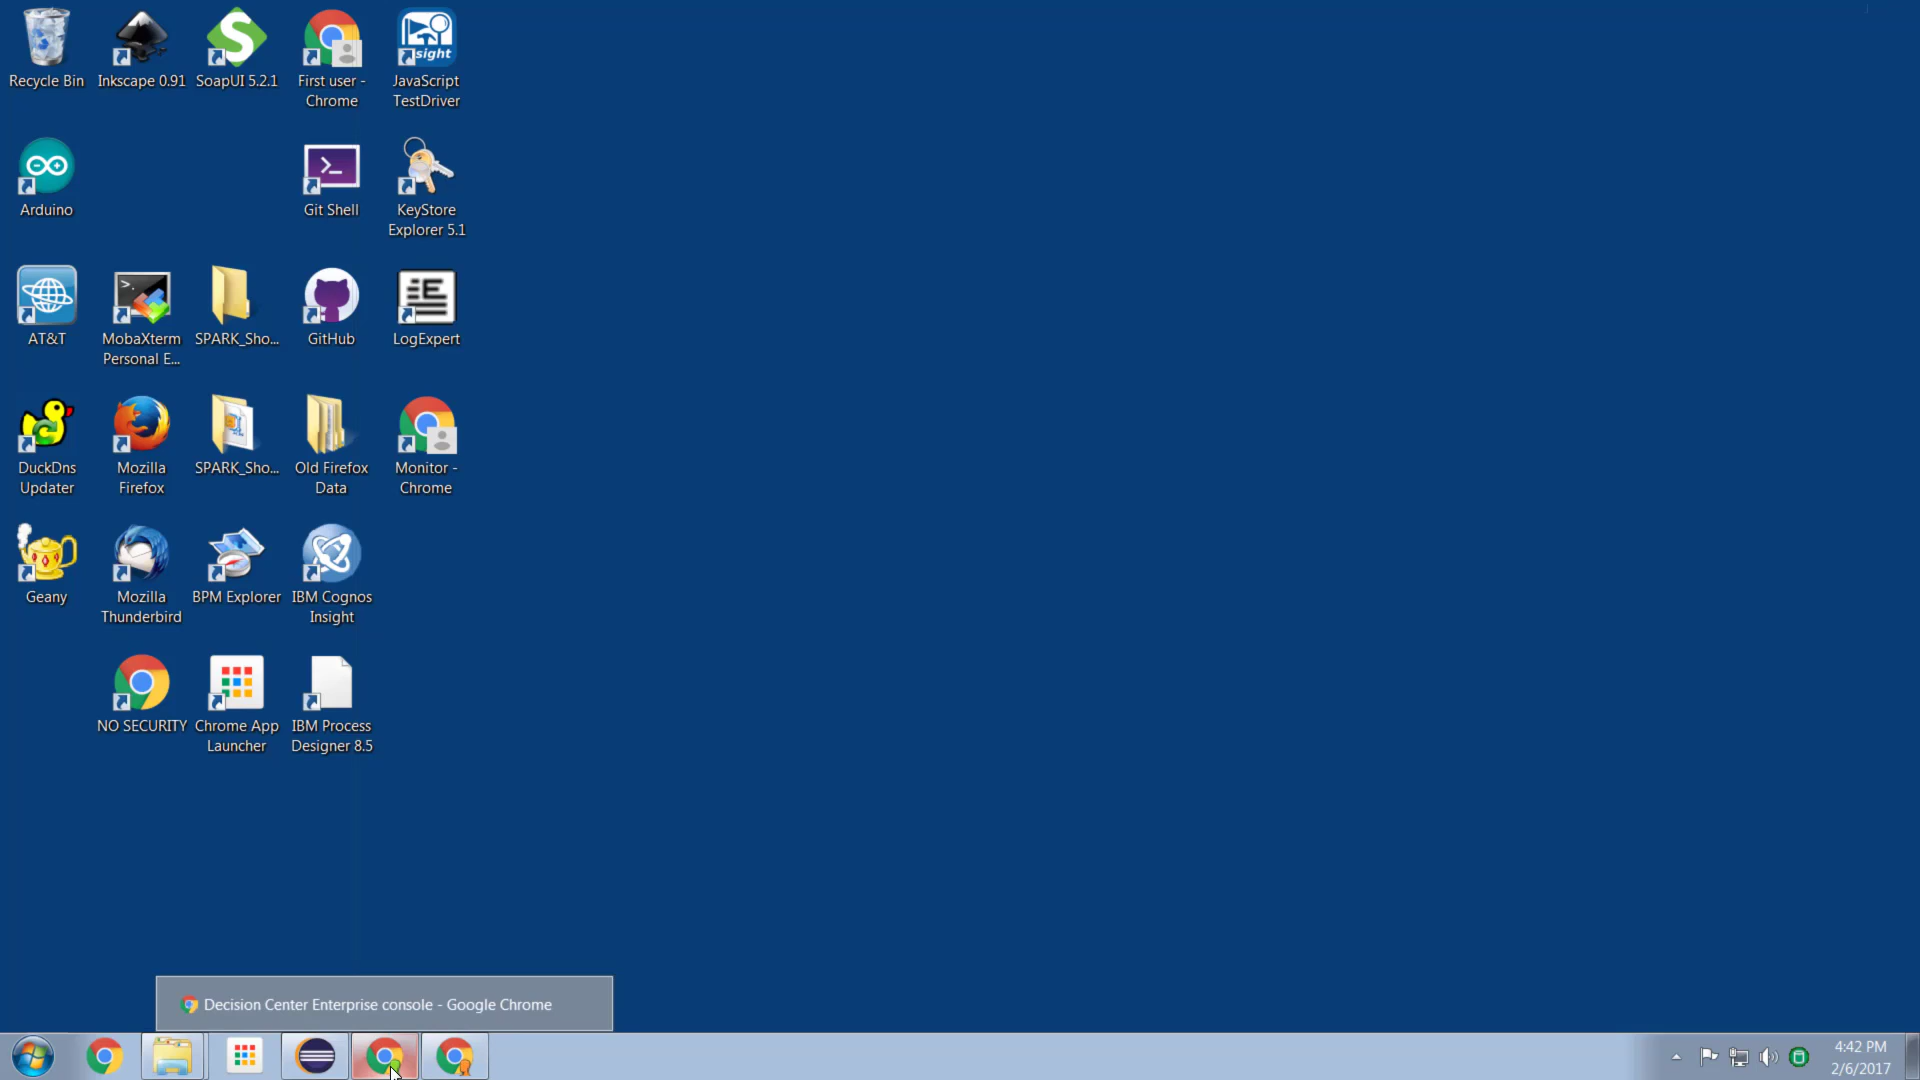 Recycle Bin
Inkscape 0.91
SoapUI 5.2.1
First user -
Chrome
sight
JavaScript
TestDriver
Arduino
Git Shell
KeyStore
Explorer 5.1
AT&T
MobaXterm
Personal E...
SPARK_Sho...
GitHub
LogExpert
DuckDns
Updater
Mozilla
Firefox
SPARK_Sho...
Old Firefox
Data
Monitor -
Chrome
Geany
Mozilla
Thunderbird
BPM Explorer
IBM Cognos
Insight
NO SECURITY
Chrome App
Launcher
IBM Process
Designer 8.5
Decision Center Enterprise console - Google Chrome
4:42 PM
2/6/2017